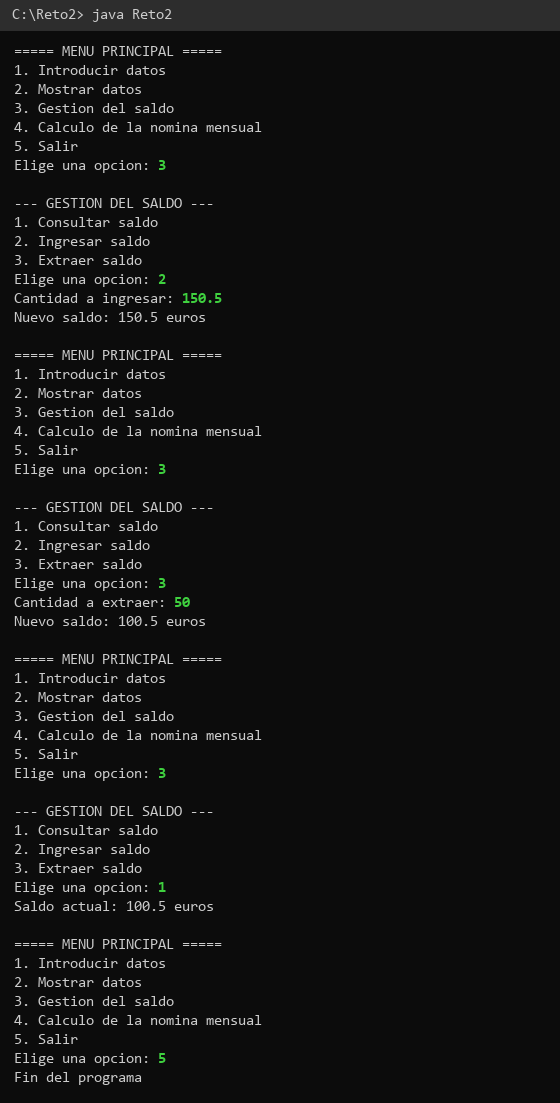 C:\Reto2> java Reto2
===== MENU PRINCIPAL =====
1. Introducir datos
2. Mostrar datos
3. Gestion del saldo
4. Calculo de la nomina mensual
5. Salir
Elige una opcion: 3
--- GESTION DEL SALDO ---
1. Consultar saldo
2. Ingresar saldo
3. Extraer saldo
Elige una opcion: 2
Cantidad a ingresar: 150.5
Nuevo saldo: 150.5 euros
===== MENU PRINCIPAL =====
1. Introducir datos
2. Mostrar datos
3. Gestion del saldo
4. Calculo de la nomina mensual
5. Salir
Elige una opcion: 3
--- GESTION DEL SALDO ---
1. Consultar saldo
2. Ingresar saldo
3. Extraer saldo
Elige una opcion: 3
Cantidad a extraer: 50
Nuevo saldo: 100.5 euros
===== MENU PRINCIPAL =====
1. Introducir datos
2. Mostrar datos
3. Gestion del saldo
4. Calculo de la nomina mensual
5. Salir
Elige una opcion: 3
--- GESTION DEL SALDO ---
1. Consultar saldo
2. Ingresar saldo
3. Extraer saldo
Elige una opcion: 1
Saldo actual: 100.5 euros
===== MENU PRINCIPAL =====
1. Introducir datos
2. Mostrar datos
3. Gestion del saldo
4. Calculo de la nomina mensual
5. Salir
Elige una opcion: 5
Fin del programa